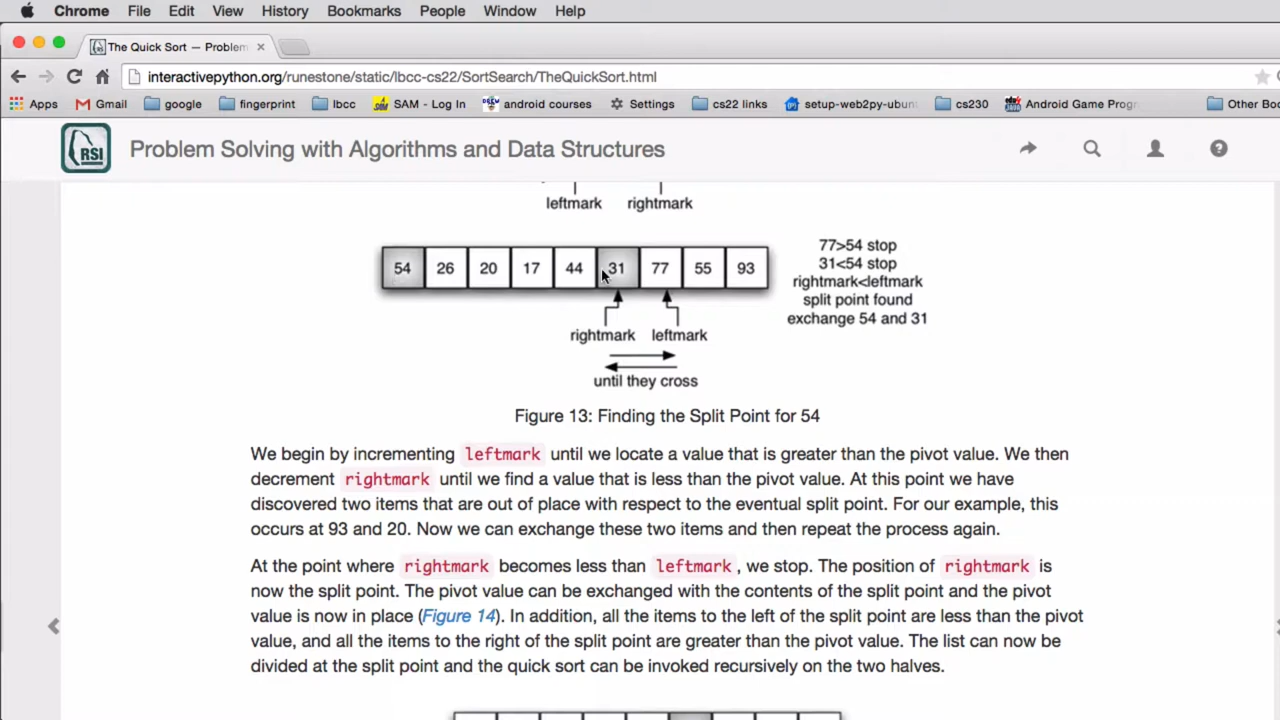 Chrome File Edit View History Bookmarks People Window Help
The Quick Sort — Problem
interactivepython.org/runestone/static/lbcc-cs22/SortSearch/TheQuickSort.html
Apps Gmail google fingerprint lbcc SAM - Log In android courses Settings cs22 links setup-web2py-ubun cs230 Android Game Progr Other Boo
RSI Problem Solving with Algorithms and Data Structures
leftmark rightmark
54 26 20 17 44 31 77 55 93
77>54 stop
31<54 stop
rightmark<leftmark
split point found
exchange 54 and 31
rightmark leftmark
until they cross
Figure 13: Finding the Split Point for 54
We begin by incrementing leftmark until we locate a value that is greater than the pivot value. We then
decrement rightmark until we find a value that is less than the pivot value. At this point we have
discovered two items that are out of place with respect to the eventual split point. For our example, this
occurs at 93 and 20. Now we can exchange these two items and then repeat the process again.
At the point where rightmark becomes less than leftmark , we stop. The position of rightmark is
now the split point. The pivot value can be exchanged with the contents of the split point and the pivot
value is now in place (Figure 14). In addition, all the items to the left of the split point are less than the pivot
value, and all the items to the right of the split point are greater than the pivot value. The list can now be
divided at the split point and the quick sort can be invoked recursively on the two halves.